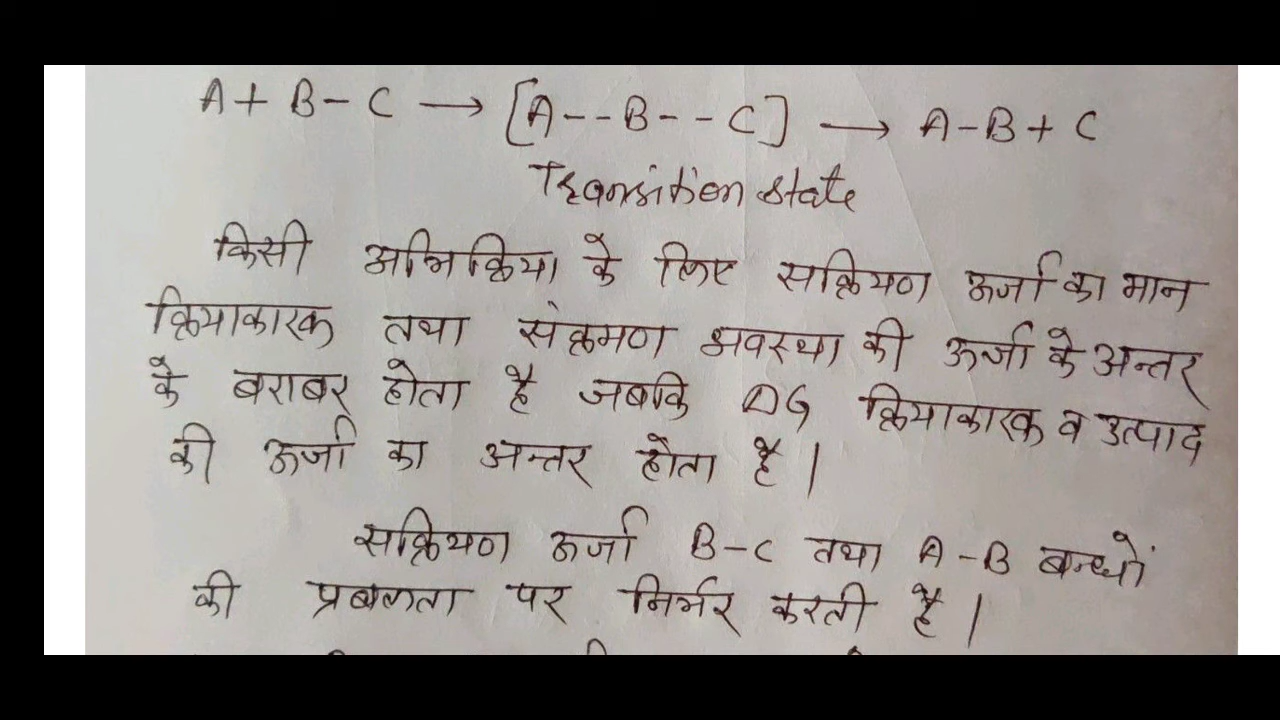 A + B - C → [A---B---C] → A-B + C
Transition state
किसी अभिक्रिया के लिए सक्रियण ऊर्जा का मान
क्रियाकारक तथा संक्रमण अवस्था की ऊर्जा के अन्तर
के बराबर होता है जबकि ΔG क्रियाकारक व उत्पाद
की ऊर्जा का अन्तर होता है।
सक्रियण ऊर्जा B-C तथा A-B बन्धों
की प्रबलता पर निर्भर करती है।